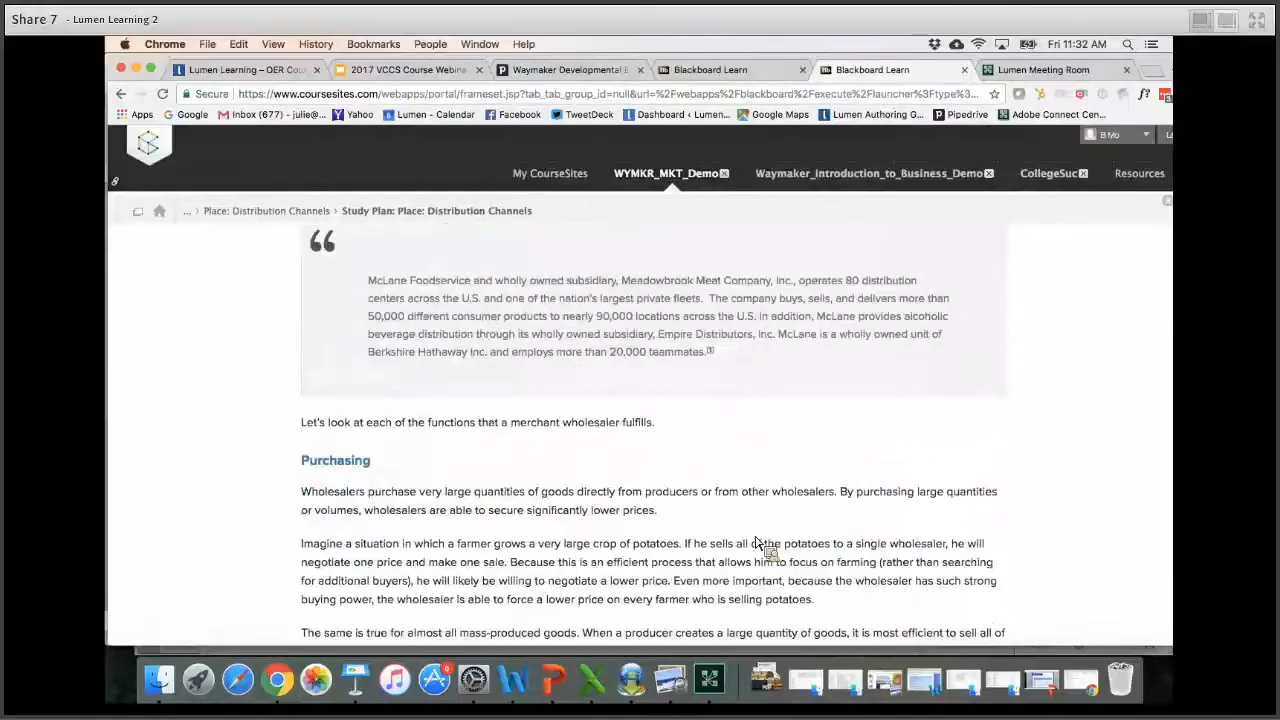 Share 7 - Lumen Learning 2
Chrome File Edit View History Bookmarks People Window Help Fri 11:32 AM
Lumen Learning – OER Cou 2017 VCCS Course Webina Waymaker Developmental E Blackboard Learn Blackboard Learn Lumen Meeting Room
Secure https://www.coursesites.com/webapps/portal/frameset.jsp?tab_tab_group_id=null&url=%2Fwebapps%2Fblackboard%2Fexecute%2Flauncher%3Ftype%3...
Apps Google Inbox (677) - julie@... Yahoo Lumen - Calendar Facebook TweetDeck Dashboard ‹ Lumen... Google Maps Lumen Authoring G... Pipedrive Adobe Connect Cen...
B Mo
My CourseSites WYMKR_MKT_Demo Waymaker_Introduction_to_Business_Demo CollegeSuc Resources
... › Place: Distribution Channels › Study Plan: Place: Distribution Channels
“
McLane Foodservice and wholly owned subsidiary, Meadowbrook Meat Company, Inc., operates 80 distribution
centers across the U.S. and one of the nation's largest private fleets. The company buys, sells, and delivers more than
50,000 different consumer products to nearly 90,000 locations across the U.S. In addition, McLane provides alcoholic
beverage distribution through its wholly owned subsidiary, Empire Distributors, Inc. McLane is a wholly owned unit of
Berkshire Hathaway Inc. and employs more than 20,000 teammates.[1]
Let's look at each of the functions that a merchant wholesaler fulfills.
Purchasing
Wholesalers purchase very large quantities of goods directly from producers or from other wholesalers. By purchasing large quantities
or volumes, wholesalers are able to secure significantly lower prices.
Imagine a situation in which a farmer grows a very large crop of potatoes. If he sells all of the potatoes to a single wholesaler, he will
negotiate one price and make one sale. Because this is an efficient process that allows him to focus on farming (rather than searching
for additional buyers), he will likely be willing to negotiate a lower price. Even more important, because the wholesaler has such strong
buying power, the wholesaler is able to force a lower price on every farmer who is selling potatoes.
The same is true for almost all mass-produced goods. When a producer creates a large quantity of goods, it is most efficient to sell all of